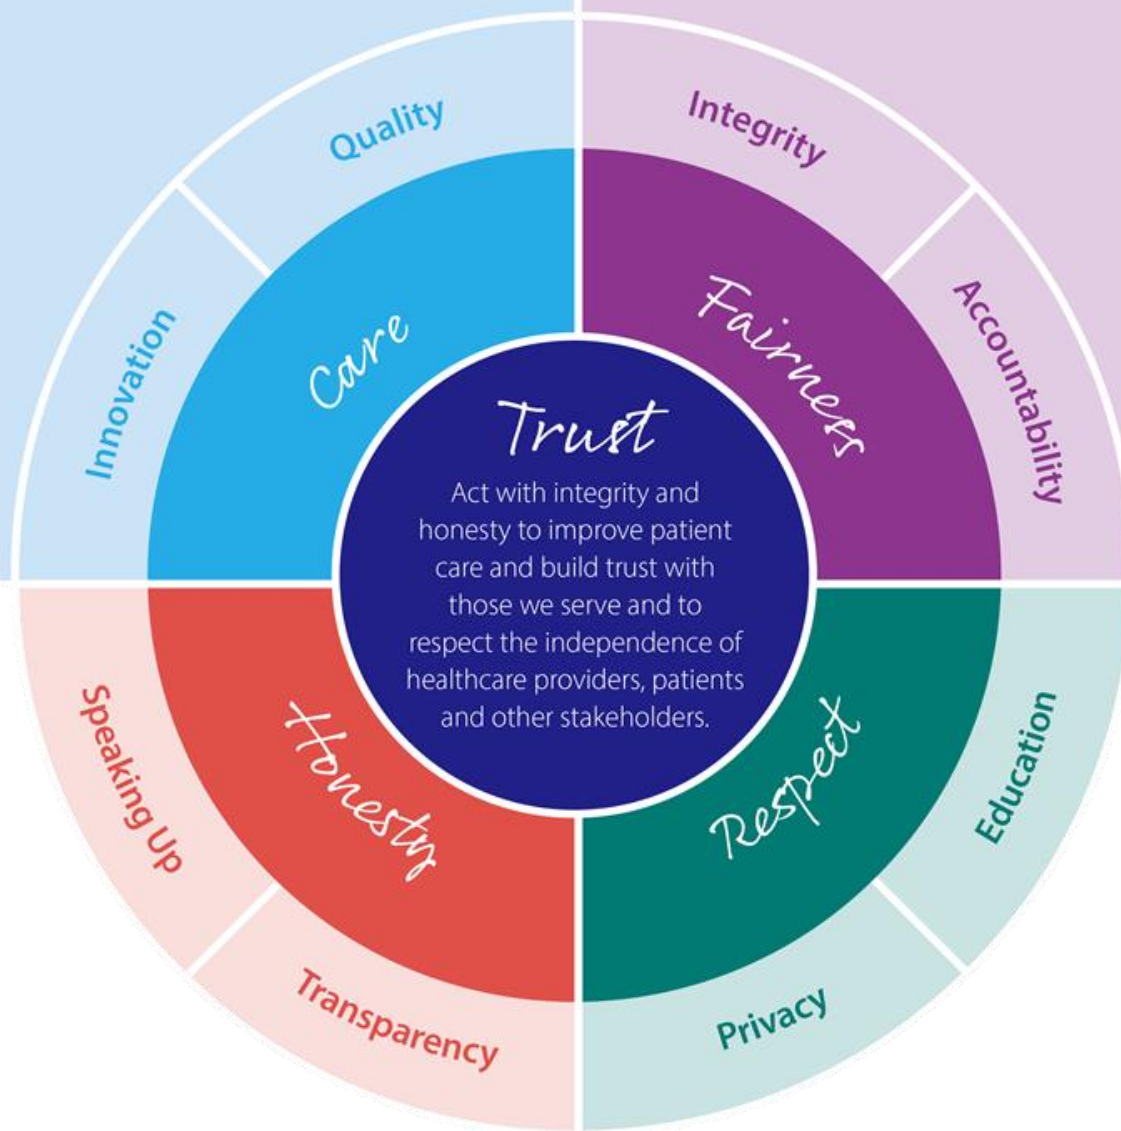 Quality
Integrity
Innovation
Accountability
Care
Fairness
Trust
Act with integrity and
honesty to improve patient
care and build trust with
those we serve and to
respect the independence of
healthcare providers, patients
and other stakeholders.
Honesty
Respect
Speaking Up
Education
Transparency
Privacy